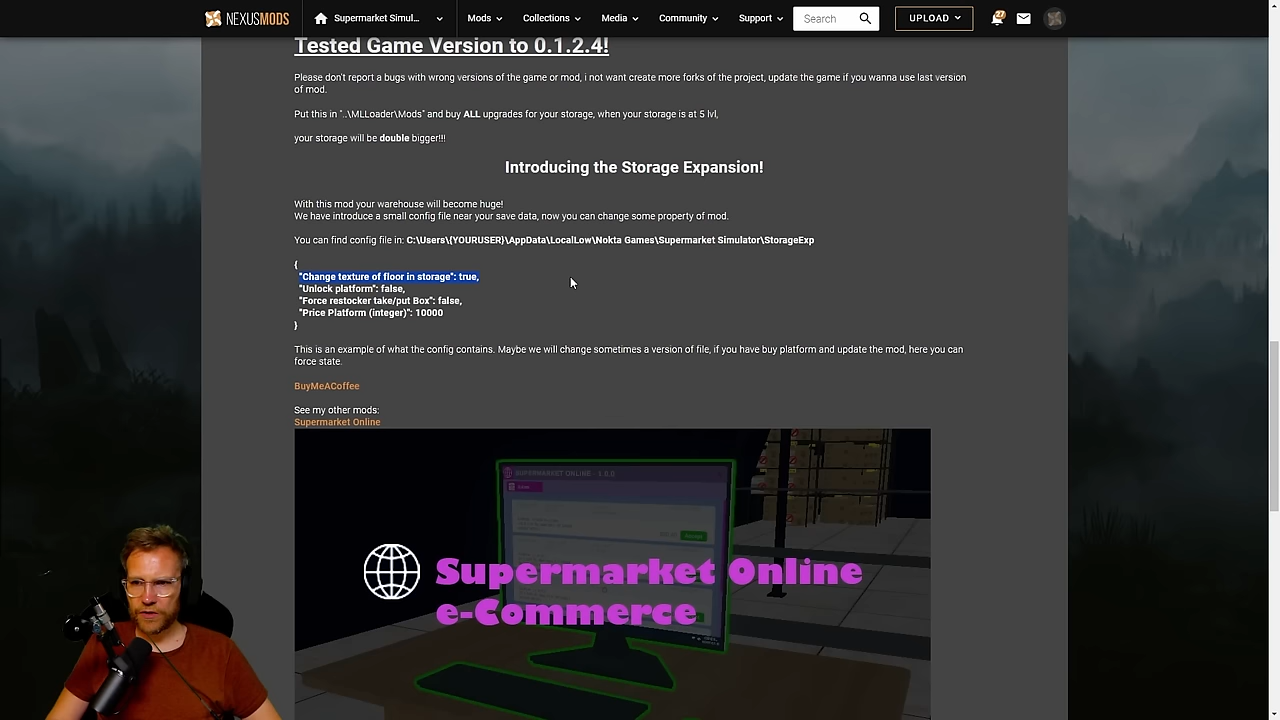 NEXUSMODS
Supermarket Simul...
Mods
Collections
Media
Community
Support
Search
UPLOAD
Tested Game Version to 0.1.2.4!
Please don't report a bugs with wrong versions of the game or mod, i not want create more forks of the project, update the game if you wanna use last version
of mod.
Put this in "..\MLLoader\Mods" and buy ALL upgrades for your storage, when your storage is at 5 lvl,
your storage will be double bigger!!!
Introducing the Storage Expansion!
With this mod your warehouse will become huge!
We have introduce a small config file near your save data, now you can change some property of mod.
You can find config file in: C:\Users\{YOURUSER}\AppData\LocalLow\Nokta Games\Supermarket Simulator\StorageExp
{
"Change texture of floor in storage": true,
"Unlock platform": false,
"Force restocker take/put Box": false,
"Price Platform (integer)": 10000
}
This is an example of what the config contains. Maybe we will change sometimes a version of file, if you have buy platform and update the mod, here you can
force state.
BuyMeACoffee
See my other mods:
Supermarket Online
SUPERMARKET ONLINE - 1.0.0
Supermarket Online
e-Commerce